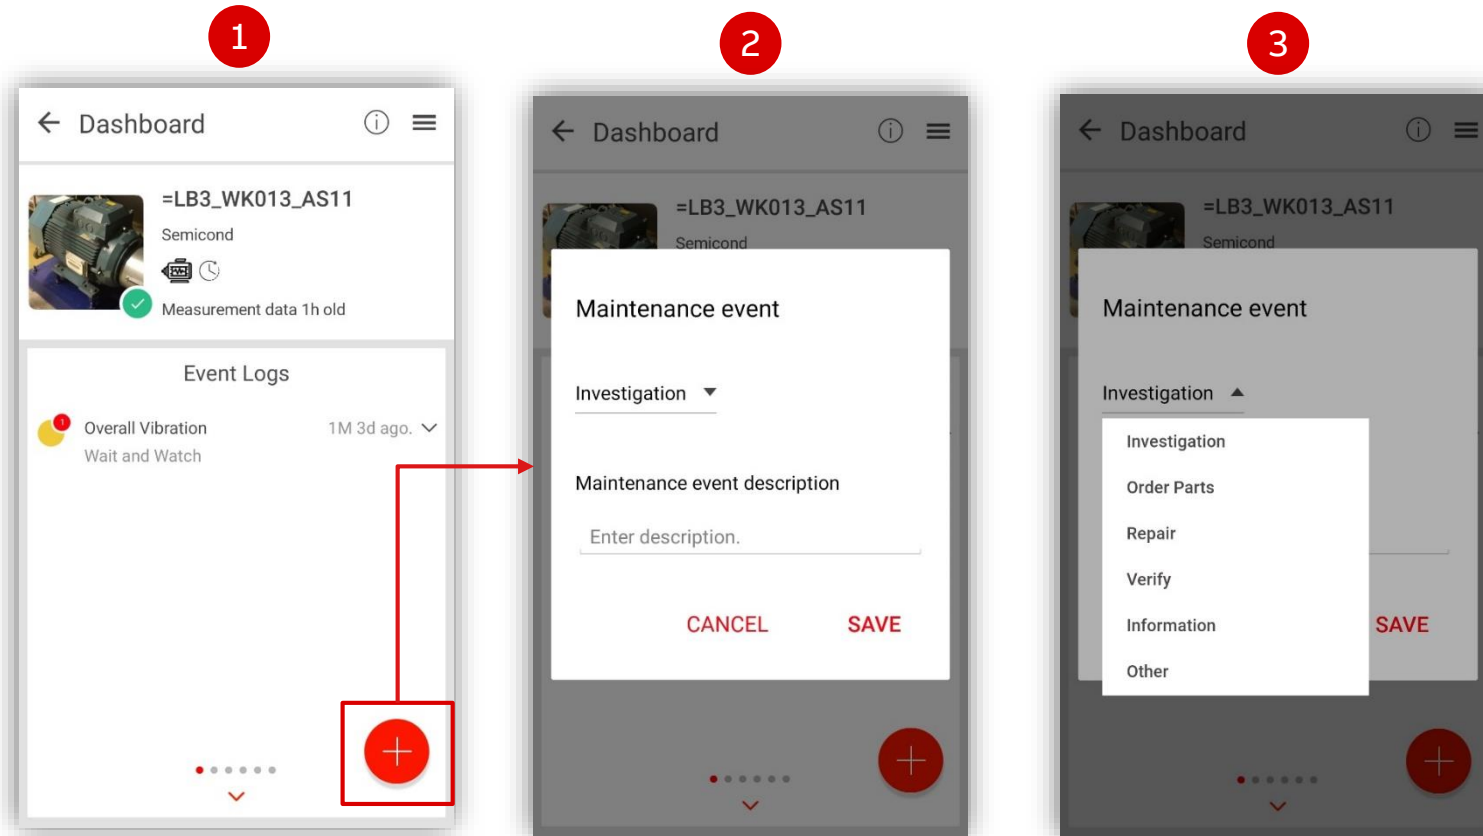 1
Dashboard
=LB3_WK013_AS11
Semicond
Measurement data 1h old
Event Logs
1
Overall Vibration 1M 3d ago.
Wait and Watch
2
Dashboard
=LB3_WK013_AS11
Semicond
Maintenance event
Investigation
Maintenance event description
Enter description.
CANCEL SAVE
3
Dashboard
=LB3_WK013_AS11
Semicond
Maintenance event
Investigation
Investigation
Order Parts
Repair
Verify
Information
SAVE
Other